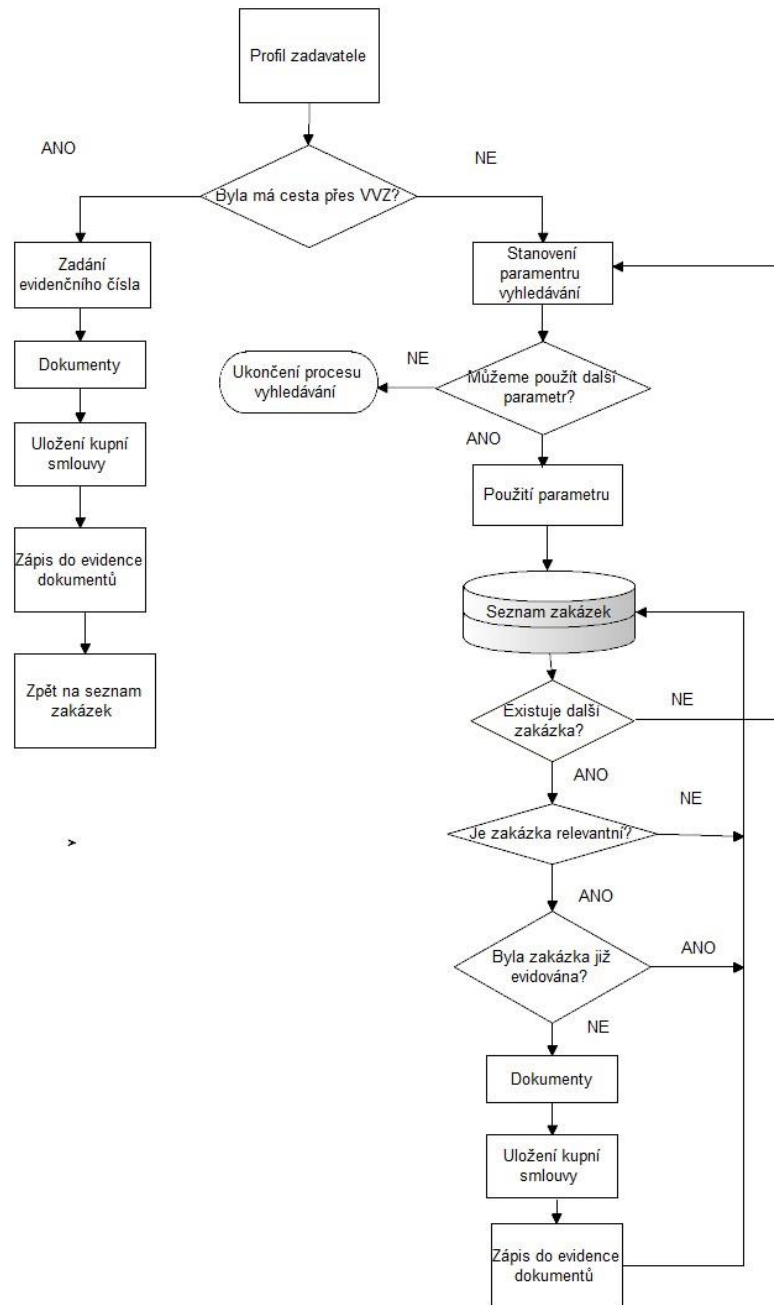 Profil zadavatele
ANO
NE
Byla má cesta přes VVZ?
Zadání
evidenčního čísla
Stanovení
paramentru
vyhledávání
Dokumenty
Ukončení procesu
vyhledávání
NE
Můžeme použít další
parametr?
ANO
Uložení kupní
smlouvy
Použití parametru
Zápis do evidence
dokumentů
Seznam zakázek
Zpět na seznam
zakázek
Existuje další
zakázka?
NE
ANO
NE
Je zakázka relevantní?
ANO
Byla zakázka již
evidována?
ANO
NE
Dokumenty
Uložení kupní
smlouvy
Zápis do evidence
dokumentů